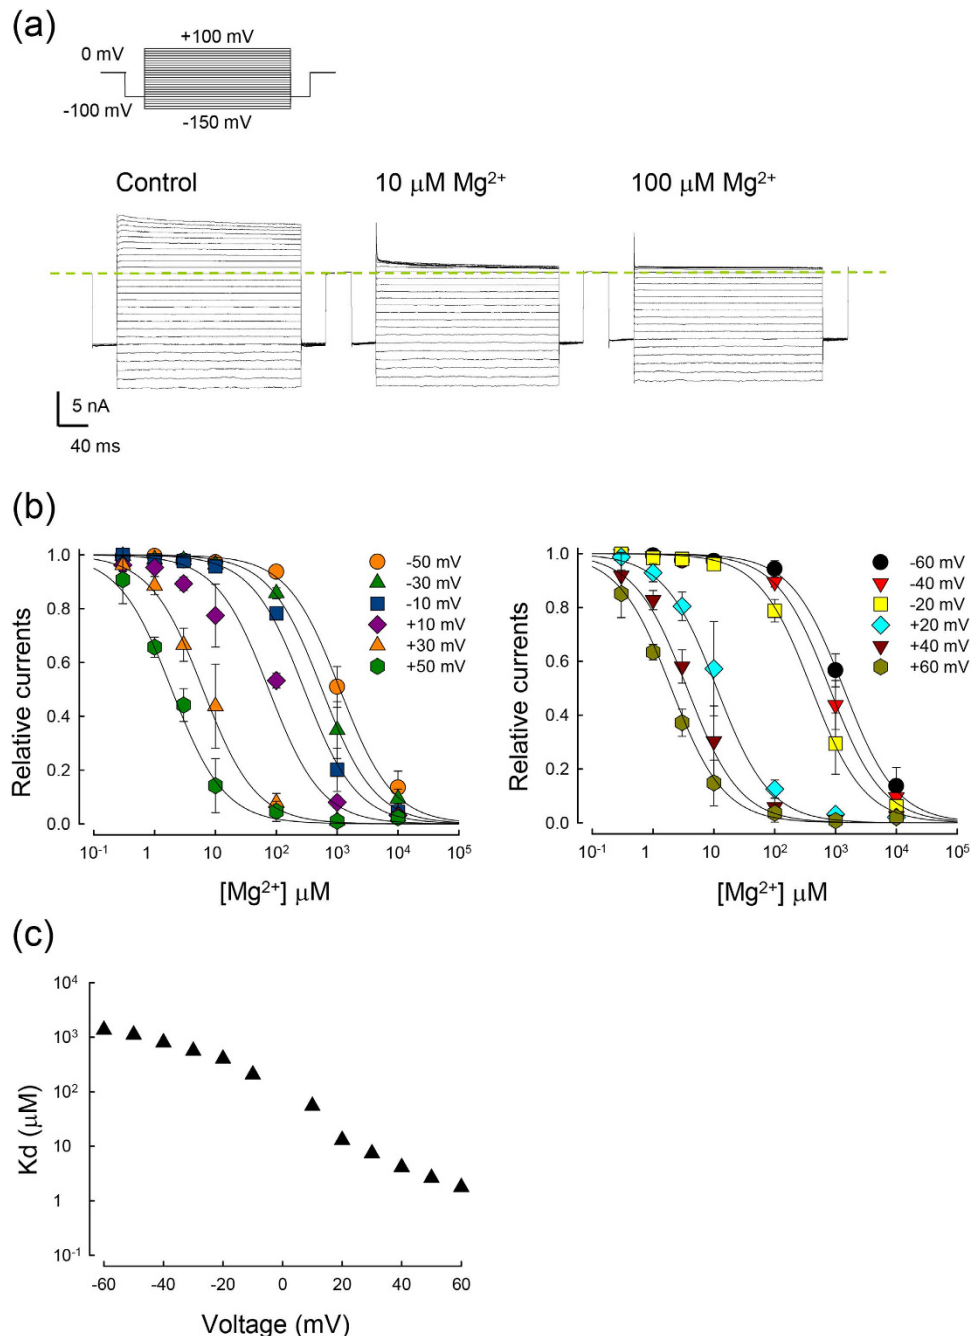 (a)
+100 mV
0 mV
-100 mV
-150 mV
Control
10 μM Mg²⁺
100 μM Mg²⁺
5 nA
40 ms
(b)
1.0
0.8
0.6
0.4
0.2
0.0
Relative currents
10⁻¹ 1 10 10² 10³ 10⁴ 10⁵
[Mg²⁺] μM
-50 mV
-30 mV
-10 mV
+10 mV
+30 mV
+50 mV
1.0
0.8
0.6
0.4
0.2
0.0
Relative currents
10⁻¹ 1 10 10² 10³ 10⁴ 10⁵
[Mg²⁺] μM
-60 mV
-40 mV
-20 mV
+20 mV
+40 mV
+60 mV
(c)
10⁴
10³
10²
10
1
10⁻¹
Kd (μM)
-60 -40 -20 0 20 40 60
Voltage (mV)